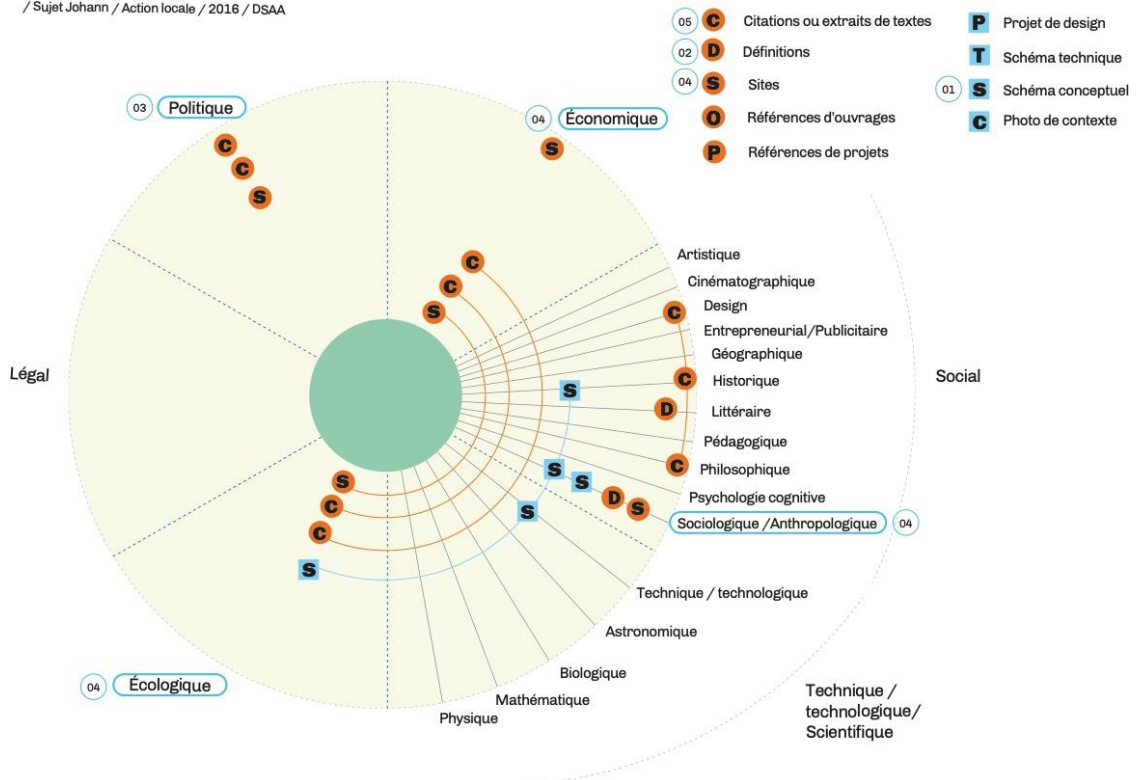 / Sujet Johann / Action locale / 2016 / DSAA
05 C Citations ou extraits de textes
02 D Définitions
04 S Sites
O Références d'ouvrages
P Références de projets
P Projet de design
T Schéma technique
01 S Schéma conceptuel
C Photo de contexte
03 Politique
C
C
S
04 Économique
S
C
C
S
Artistique
Cinématographique
Design
C
Entrepreneurial/Publicitaire
Géographique
Historique
C
S
Littéraire
D
Pédagogique
Philosophique
C
Psychologie cognitive
Sociologique /Anthropologique 04
S
S
D
S
S
Légal
Social
S
C
C
S
Technique / technologique
Astronomique
Biologique
Mathématique
Physique
04 Écologique
Technique /
technologique/
Scientifique